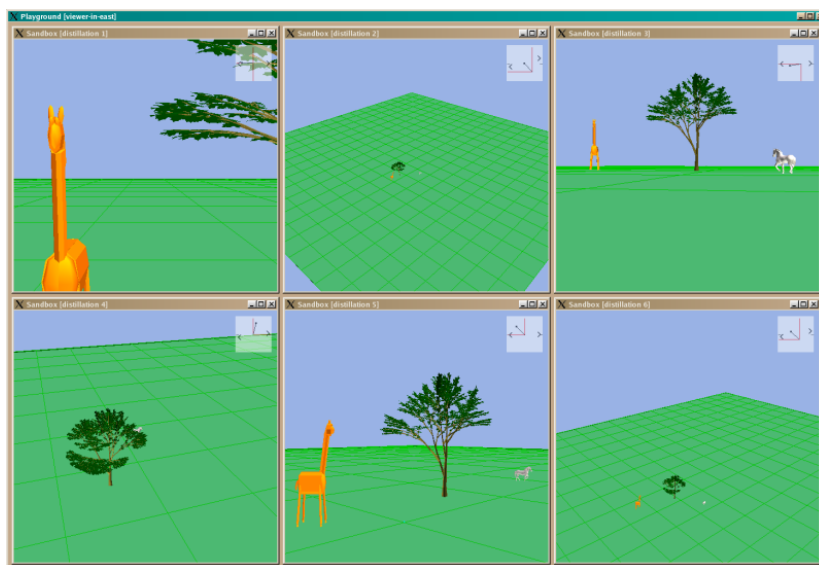 Playground [viewer-in-east]
Sandbox [distillation 1]
Sandbox [distillation 2]
Sandbox [distillation 3]
Sandbox [distillation 4]
Sandbox [distillation 5]
Sandbox [distillation 6]